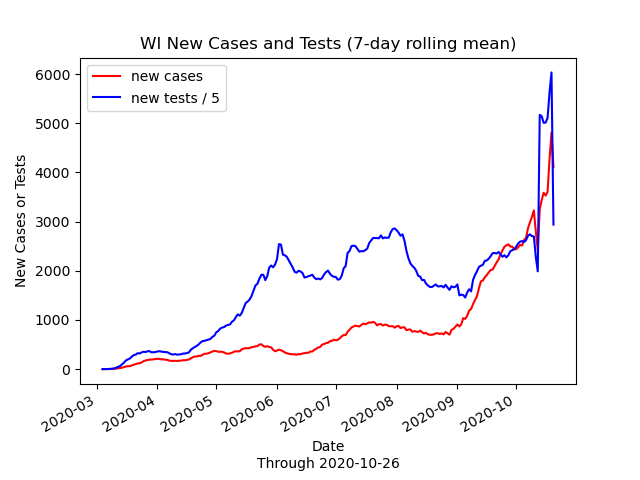 WI New Cases and Tests (7-day rolling mean)
new cases
new tests / 5
6000
5000
4000
3000
2000
1000
0
New Cases or Tests
2020-03
2020-04
2020-05
2020-06
2020-07
2020-08
2020-09
2020-10
Date
Through 2020-10-26